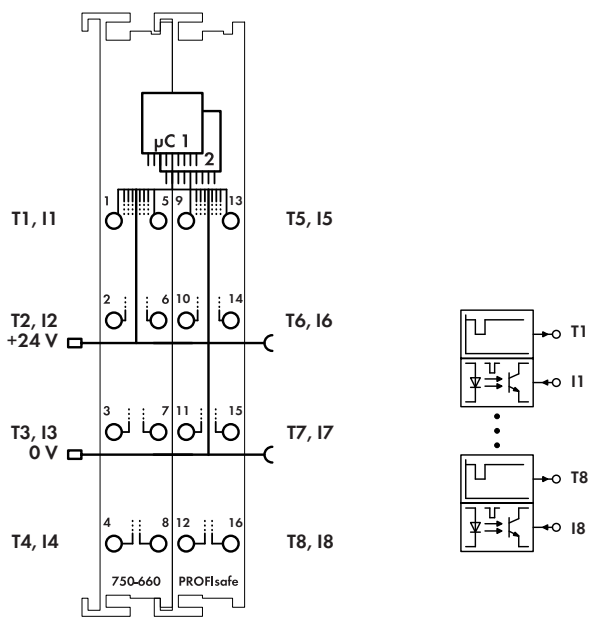 µC 1
2
1 5 9 13
T1, I1 T5, I5
2 6 10 14
T2, I2 T6, I6
+24 V
T1
I1
3 7 11 15
T3, I3 T7, I7
0 V
T8
4 8 12 16
T4, I4 T8, I8
I8
750-660 PROFIsafe